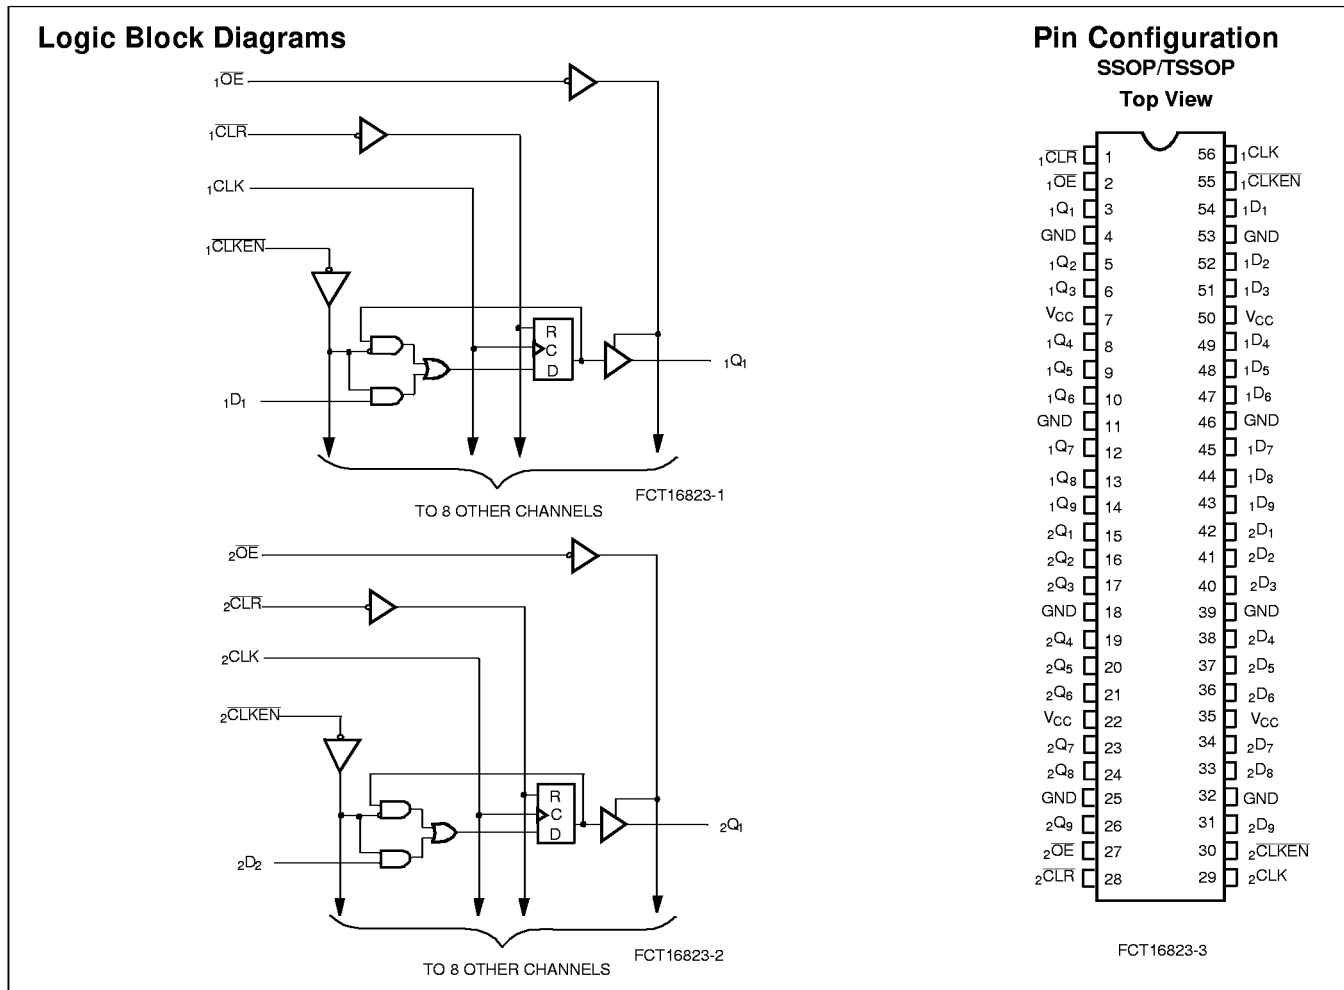 Logic Block Diagrams
1OE
1CLR
1CLK
1CLKEN
R
C
D
1Q1
1D1
TO 8 OTHER CHANNELS
FCT16823-1
2OE
2CLR
2CLK
2CLKEN
R
C
D
2Q1
2D2
TO 8 OTHER CHANNELS
FCT16823-2
Pin Configuration
SSOP/TSSOP
Top View
1CLR 1 56 1CLK
1OE 2 55 1CLKEN
1Q1 3 54 1D1
GND 4 53 GND
1Q2 5 52 1D2
1Q3 6 51 1D3
VCC 7 50 VCC
1Q4 8 49 1D4
1Q5 9 48 1D5
1Q6 10 47 1D6
GND 11 46 GND
1Q7 12 45 1D7
1Q8 13 44 1D8
1Q9 14 43 1D9
2Q1 15 42 2D1
2Q2 16 41 2D2
2Q3 17 40 2D3
GND 18 39 GND
2Q4 19 38 2D4
2Q5 20 37 2D5
2Q6 21 36 2D6
VCC 22 35 VCC
2Q7 23 34 2D7
2Q8 24 33 2D8
GND 25 32 GND
2Q9 26 31 2D9
2OE 27 30 2CLKEN
2CLR 28 29 2CLK
FCT16823-3